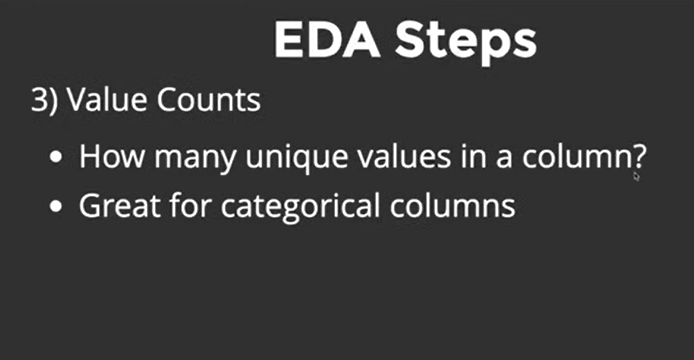 EDA Steps
3) Value Counts
• How many unique values in a column?
• Great for categorical columns